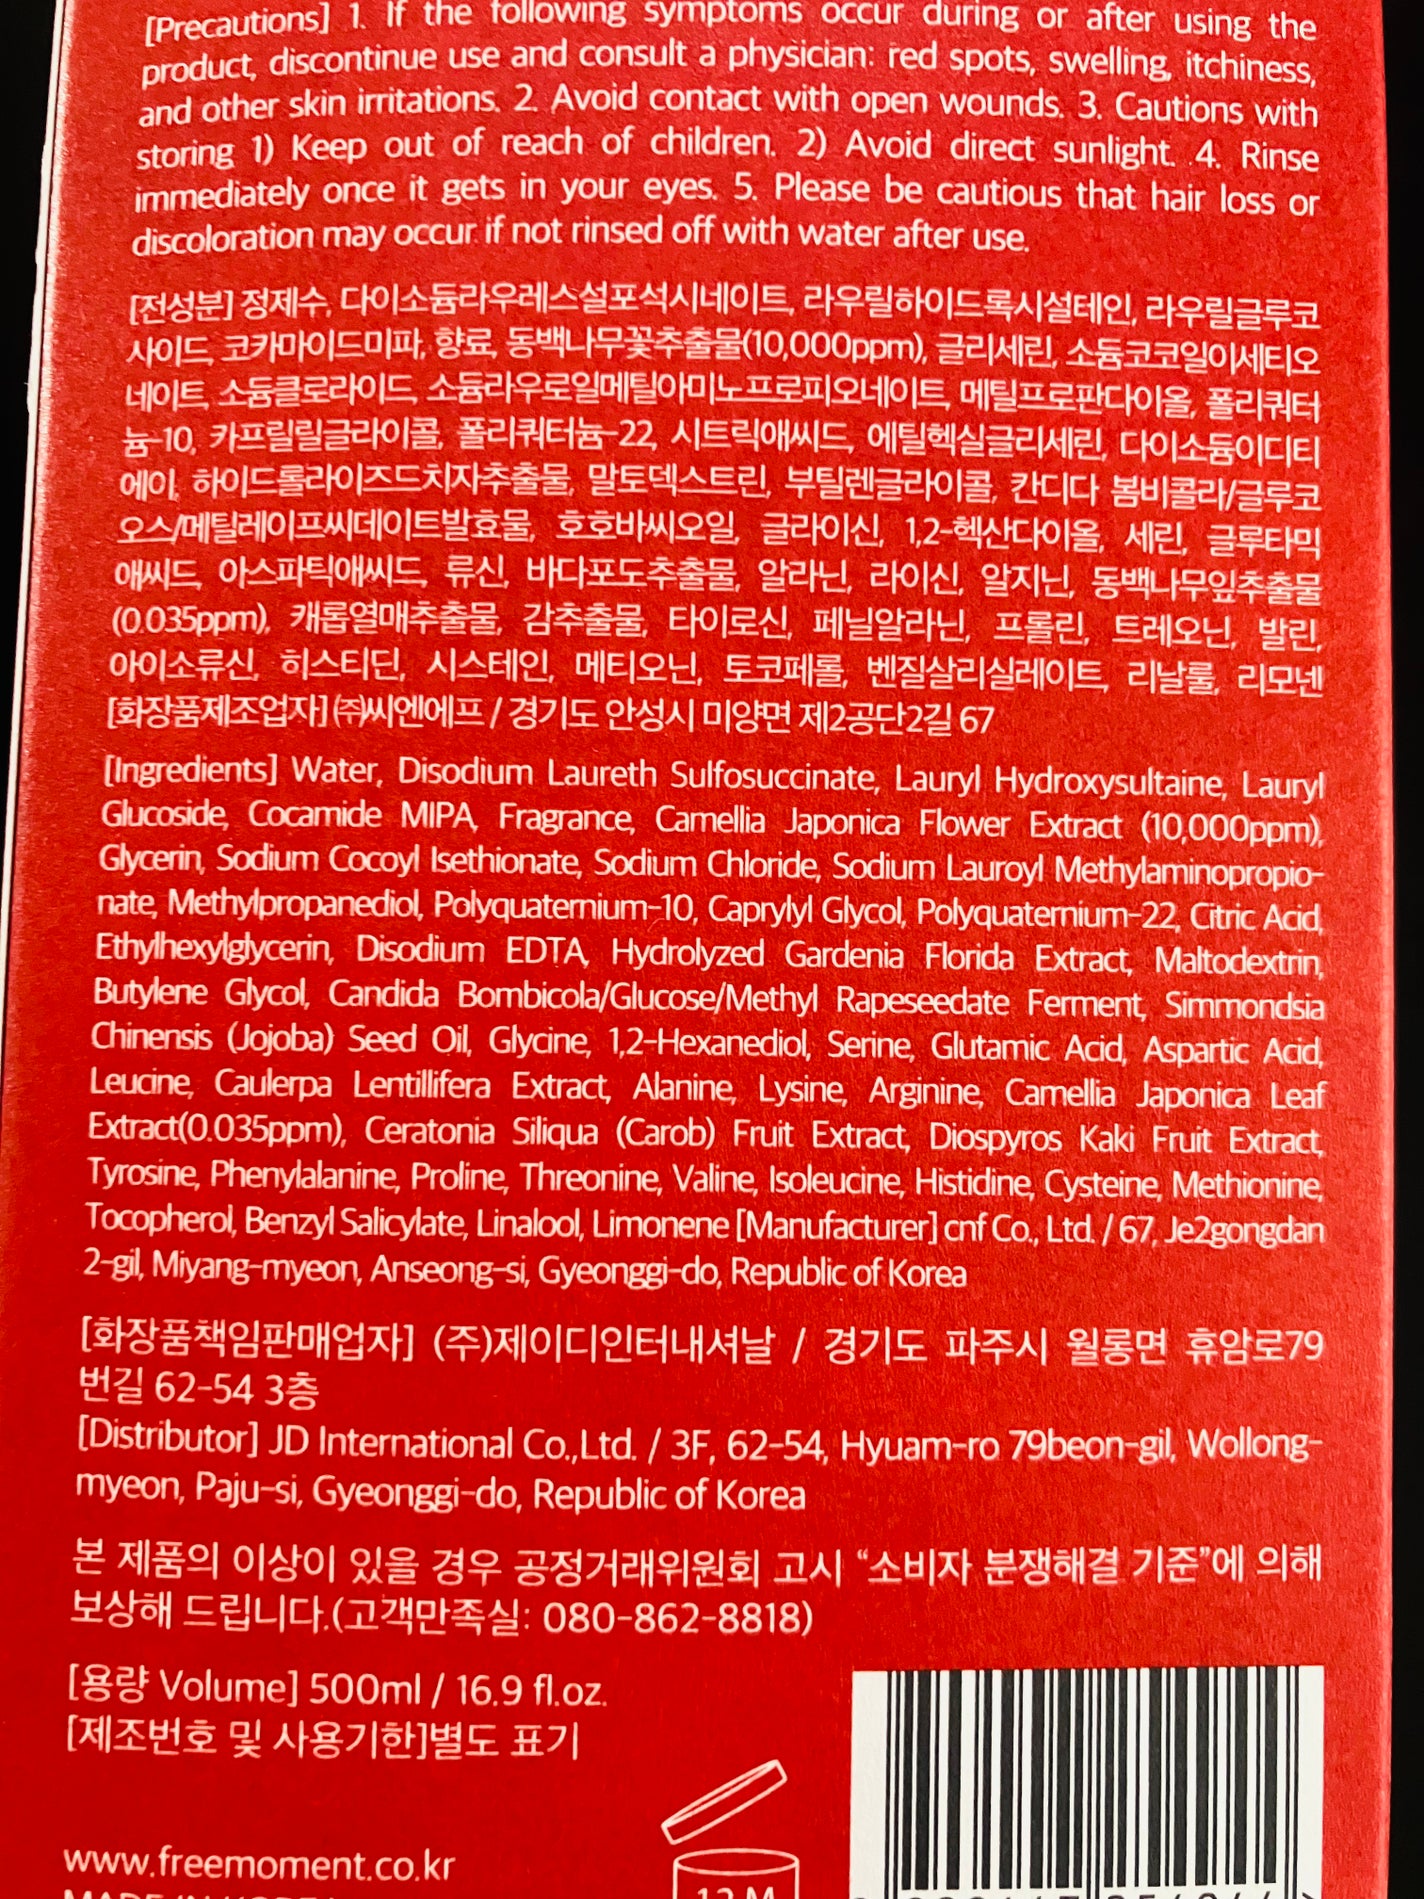 [Precautions] 1. If the following symptoms occur during or after using the
product, discontinue use and consult a physician: red spots, swelling, itchiness,
and other skin irritations. 2. Avoid contact with open wounds. 3. Cautions with
storing 1) Keep out of reach of children. 2) Avoid direct sunlight. 4. Rinse
immediately once it gets in your eyes. 5. Please be cautious that hair loss or
discoloration may occur if not rinsed off with water after use.
[전성분] 정제수, 다이소듐라우레스설포석시네이트, 라우릴하이드록시설테인, 라우릴글루코
사이드, 코카마이드미파, 향료, 동백나무꽃추출물(10,000ppm), 글리세린, 소듐코코일이세티오
네이트, 소듐클로라이드, 소듐라우로일메틸아미노프로피오네이트, 메틸프로판다이올, 폴리쿼터
늄-10, 카프릴릴글라이콜, 폴리쿼터늄-22, 시트릭애씨드, 에틸헥실글리세린, 다이소듐이디티
에이, 하이드롤라이즈드치자추출물, 말토덱스트린, 부틸렌글라이콜, 칸디다 봄비콜라/글루코
오스/메틸레이프씨데이트발효물, 호호바씨오일, 글라이신, 1,2-헥산다이올, 세린, 글루타믹
애씨드, 아스파틱애씨드, 류신, 바다포도추출물, 알라닌, 라이신, 알지닌, 동백나무잎추출물
(0.035ppm), 캐롭열매추출물, 감추출물, 타이로신, 페닐알라닌, 프롤린, 트레오닌, 발린,
아이소류신, 히스티딘, 시스테인, 메티오닌, 토코페롤, 벤질살리실레이트, 리날룰, 리모넨
[화장품제조업자] ㈜씨엔에프 / 경기도 안성시 미양면 제2공단2길 67
[Ingredients] Water, Disodium Laureth Sulfosuccinate, Lauryl Hydroxysultaine, Lauryl
Glucoside, Cocamide MIPA, Fragrance, Camellia Japonica Flower Extract (10,000ppm),
Glycerin, Sodium Cocoyl Isethionate, Sodium Chloride, Sodium Lauroyl Methylaminopropio-
nate, Methylpropanediol, Polyquaternium-10, Caprylyl Glycol, Polyquaternium-22, Citric Acid,
Ethylhexylglycerin, Disodium EDTA, Hydrolyzed Gardenia Florida Extract, Maltodextrin,
Butylene Glycol, Candida Bombicola/Glucose/Methyl Rapeseedate Ferment, Simmondsia
Chinensis (Jojoba) Seed Oil, Glycine, 1,2-Hexanediol, Serine, Glutamic Acid, Aspartic Acid,
Leucine, Caulerpa Lentillifera Extract, Alanine, Lysine, Arginine, Camellia Japonica Leaf
Extract(0.035ppm), Ceratonia Siliqua (Carob) Fruit Extract, Diospyros Kaki Fruit Extract,
Tyrosine, Phenylalanine, Proline, Threonine, Valine, Isoleucine, Histidine, Cysteine, Methionine,
Tocopherol, Benzyl Salicylate, Linalool, Limonene [Manufacturer] cnf Co., Ltd. / 67, Je2gongdan
2-gil, Miyang-myeon, Anseong-si, Gyeonggi-do, Republic of Korea
[화장품책임판매업자] (주)제이디인터내셔날 / 경기도 파주시 월롱면 휴암로79
번길 62-54 3층
[Distributor] JD International Co.,Ltd. / 3F, 62-54, Hyuam-ro 79beon-gil, Wollong-
myeon, Paju-si, Gyeonggi-do, Republic of Korea
본 제품의 이상이 있을 경우 공정거래위원회 고시 “소비자 분쟁해결 기준”에 의해
보상해 드립니다.(고객만족실: 080-862-8818)
[용량 Volume] 500ml / 16.9 fl.oz.
[제조번호 및 사용기한]별도 표기
www.freemoment.co.kr
MADE IN KOREA
12 M